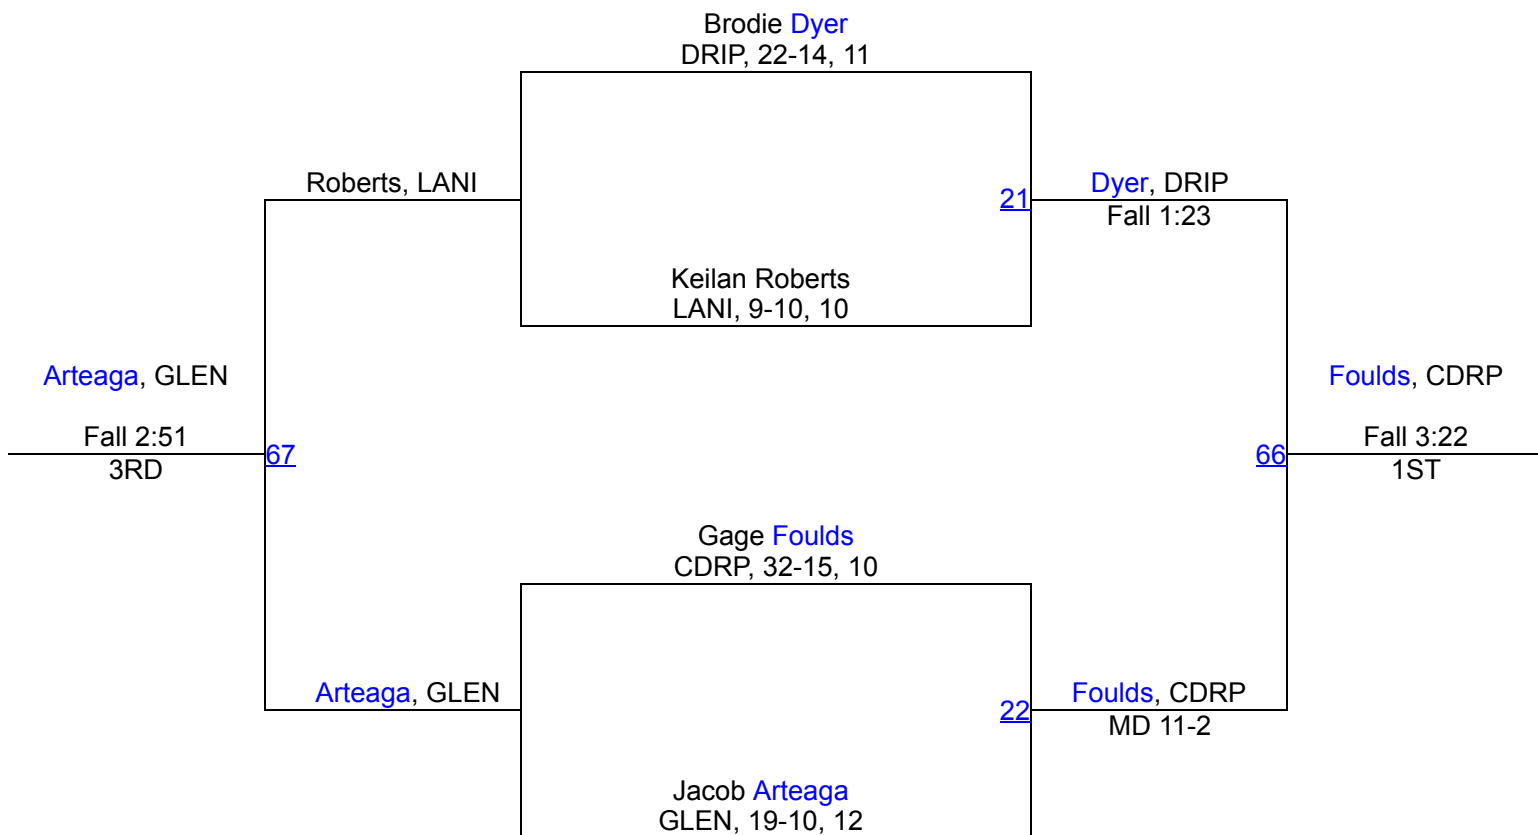 Brodie Dyer
DRIP, 22-14, 11
Roberts, LANI
21
Dyer, DRIP
Fall 1:23
Keilan Roberts
LANI, 9-10, 10
Arteaga, GLEN
Fall 2:51
3RD
67
Foulds, CDRP
66
Fall 3:22
1ST
Gage Foulds
CDRP, 32-15, 10
Arteaga, GLEN
22
Foulds, CDRP
MD 11-2
Jacob Arteaga
GLEN, 19-10, 12